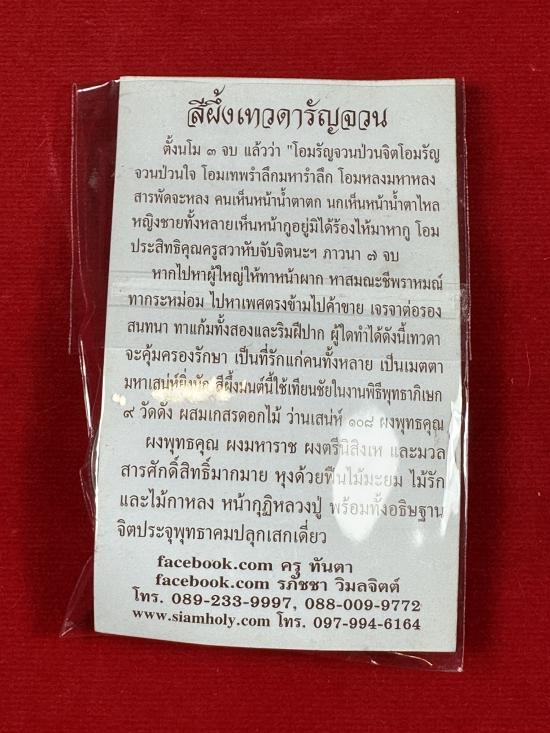 สีผึ้งเทวดารัญจวน
ตั้งนโม ๓ จบ แล้วว่า "โอมรัญจวนป่วนจิตโอมรัญ
จวนป่วนใจ โอมเทพรำลึกมหารำลึก โอมหลงมหาหลง
สารพัดจะหลง คนเห็นหน้าน้ำตาตก นกเห็นหน้าน้ำตาไหล
หญิงชายทั้งหลายเห็นหน้ากูอยู่มิได้ร้องไห้มาหากู โอม
ประสิทธิคุณครูสวาหับจับจิตนะฯ ภาวนา ๗ จบ
หากไปหาผู้ใหญ่ให้ทาหน้าผาก หาสมณะชีพราหมณ์
ทากระหม่อม ไปหาเพศตรงข้ามไปค้าขาย เจรจาต่อรอง
สนทนา ทาแก้มทั้งสองและริมฝีปาก ผู้ใดทำได้ดังนี้เทวดา
จะคุ้มครองรักษา เป็นที่รักแก่คนทั้งหลาย เป็นเมตตา
มหาเสน่ห์ยิ่งนัก สีผึ้งมนต์นี้ใช้เทียนชัยในงานพิธีพุทธาภิเษก
๙ วัดดัง ผสมเกสรดอกไม้ ว่านเสน่ห์ ๑๐๘ ผงพุทธคุณ
ผงพุทธคุณ ผงมหาราช ผงตรีนิสิงเห และมวล
สารศักดิ์สิทธิ์มากมาย หุงด้วยฟืนไม้มะยม ไม้รัก
และไม้กาหลง หน้ากุฏิหลวงปู่ พร้อมทั้งอธิษฐาน
จิตประจุพุทธาคมปลุกเสกเดี่ยว
facebook.com ครู ทันตา
facebook.com รภัชชา วิมลจิตต์
โทร. 089-233-9997, 088-009-9772
www.siamholy.com โทร. 097-994-6164